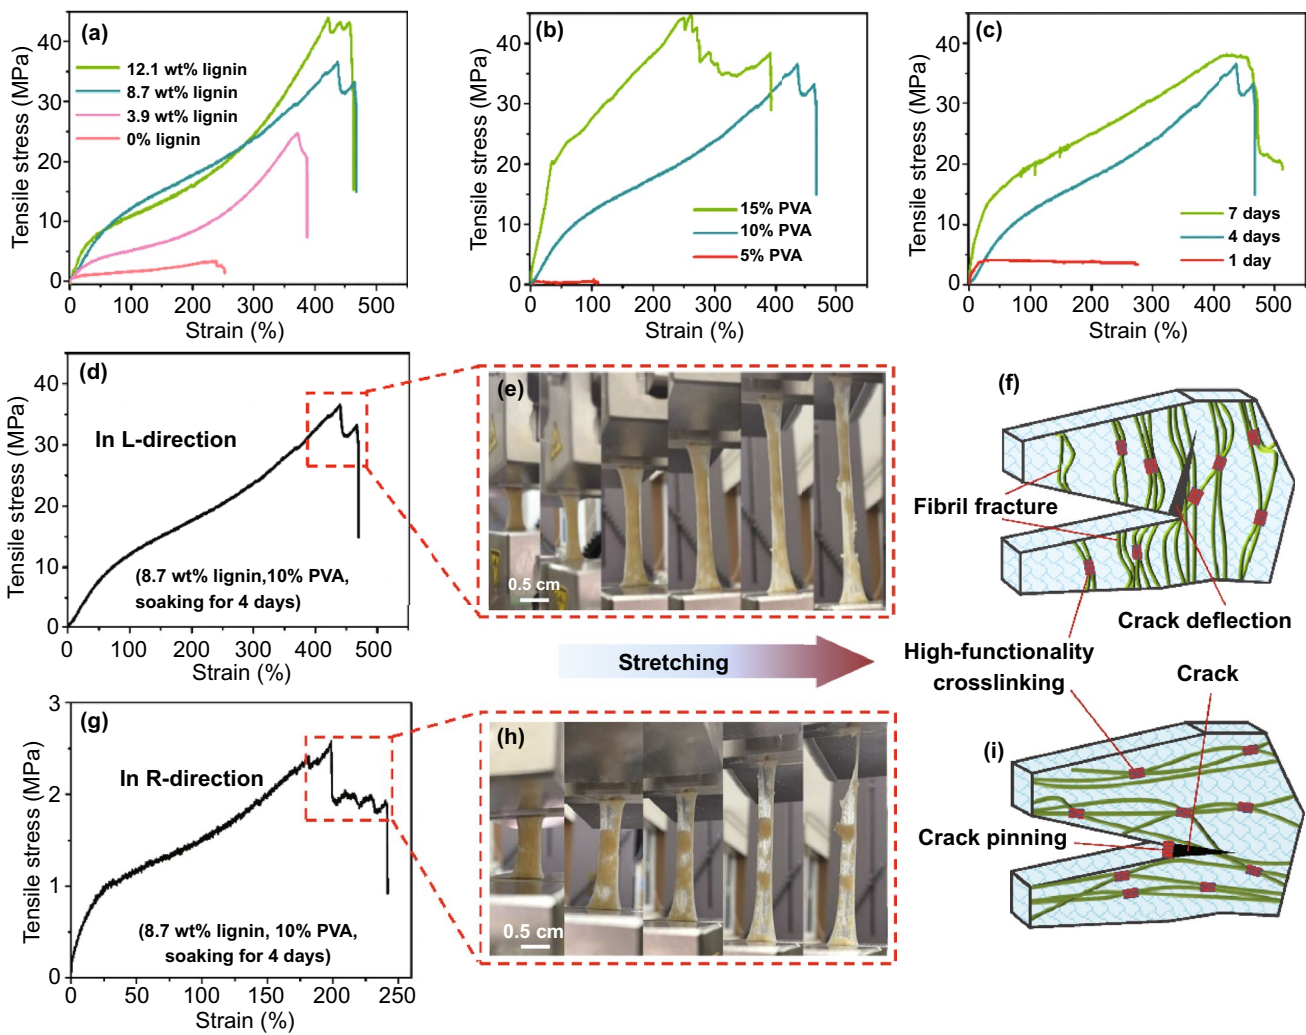 (a)
Tensile stress (MPa)
40
30
20
10
0
12.1 wt% lignin
8.7 wt% lignin
3.9 wt% lignin
0% lignin
0 100 200 300 400 500
Strain (%)
(b)
Tensile stress (MPa)
40
30
20
10
0
15% PVA
10% PVA
5% PVA
0 100 200 300 400 500
Strain (%)
(c)
Tensile stress (MPa)
40
30
20
10
0
7 days
4 days
1 day
0 100 200 300 400 500
Strain (%)
(d)
Tensile stress (MPa)
40
30
20
10
0
In L-direction
(8.7 wt% lignin,10% PVA,
soaking for 4 days)
0 100 200 300 400 500
Strain (%)
(e)
0.5 cm
Stretching
(f)
Fibril fracture
Crack deflection
High-functionality
crosslinking
(g)
Tensile stress (MPa)
3
2
1
0
In R-direction
(8.7 wt% lignin, 10% PVA,
soaking for 4 days)
0 50 100 150 200 250
Strain (%)
(h)
0.5 cm
(i)
Crack
Crack pinning